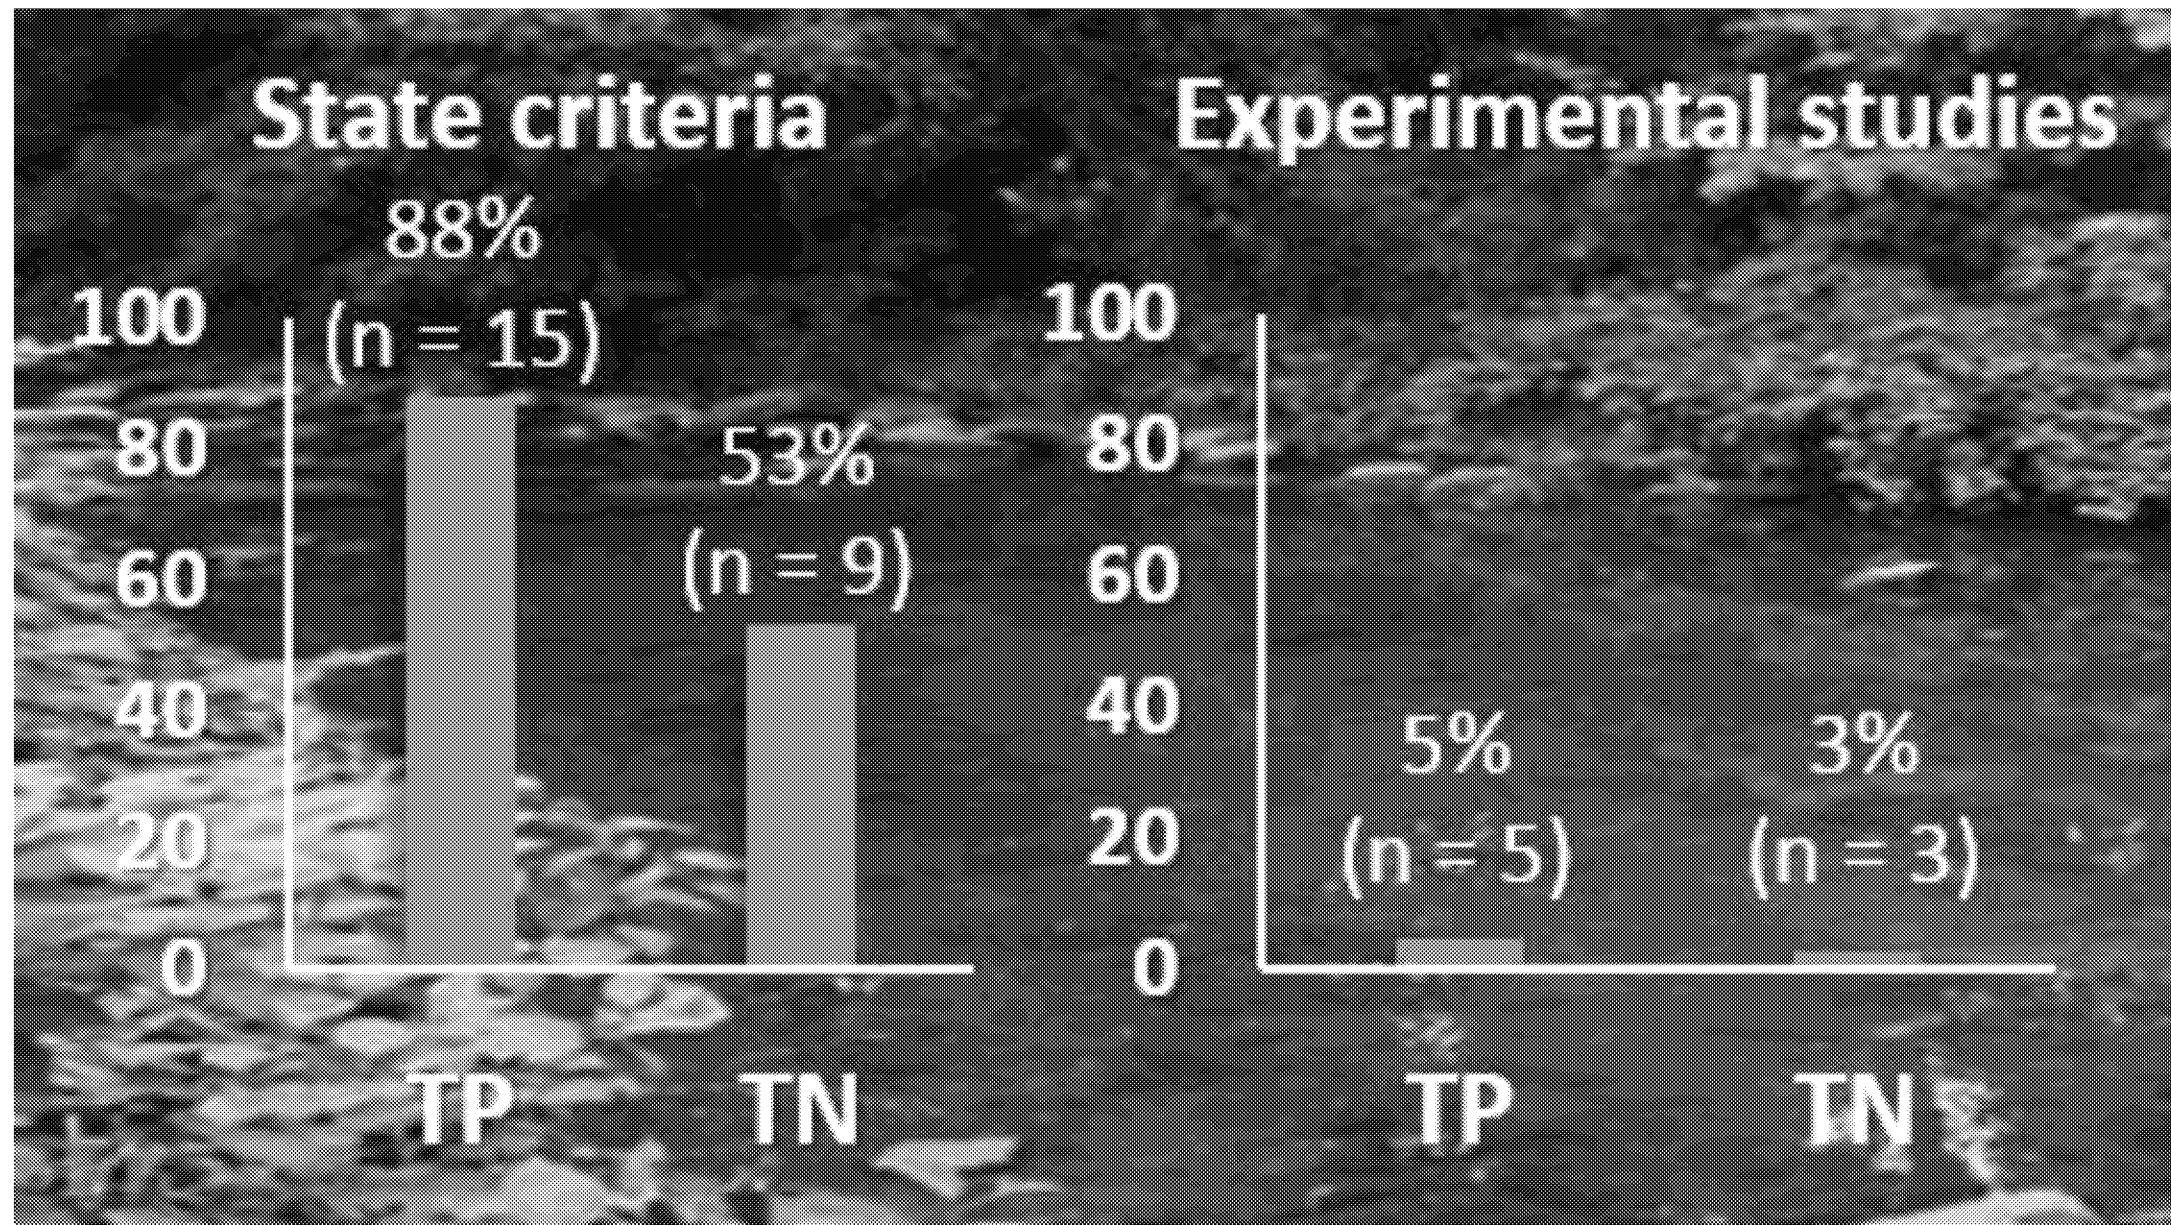 State criteria
88%
(n = 15)
53%
(n = 9)
100
80
60
40
20
0
TP TN
Experimental studies
100
80
60
40
20
0
5%
(n = 5)
3%
(n = 3)
TP TN